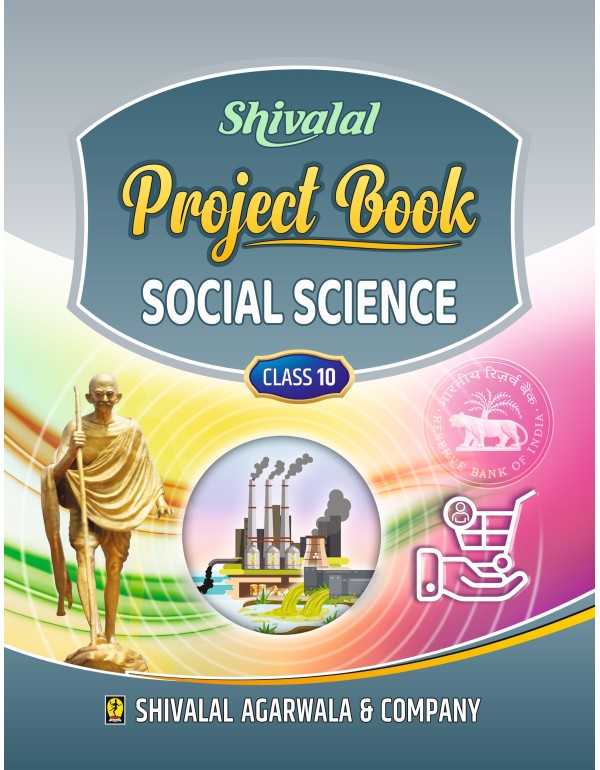 Shivalal
Project Book
SOCIAL SCIENCE
CLASS 10
भारतीय रिज़र्व बैंक
RESERVE BANK OF INDIA
SHIVALAL AGARWALA & COMPANY